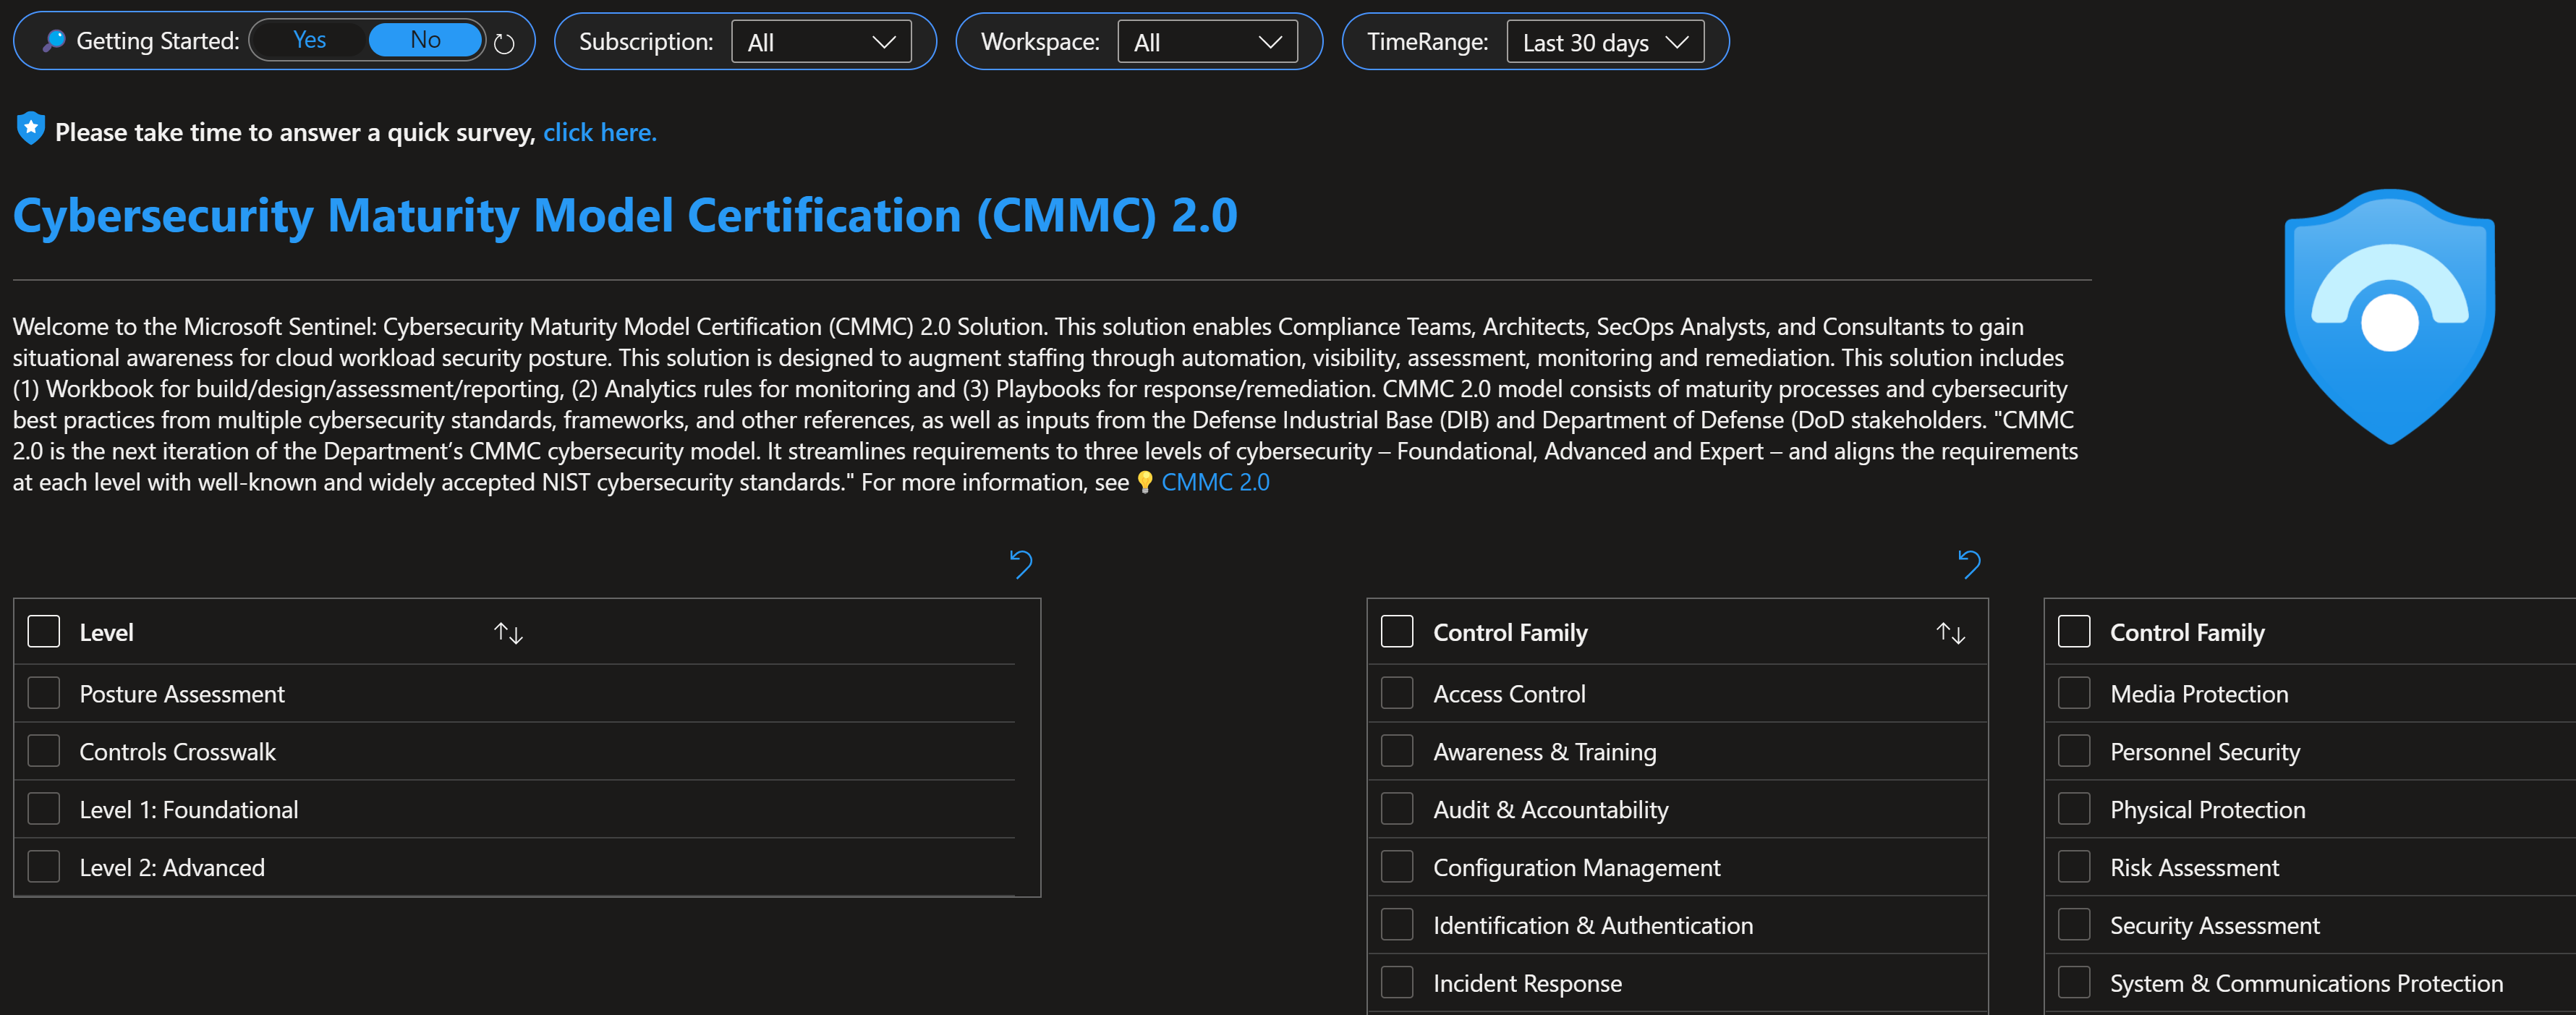 Getting Started: Yes No Subscription: All Workspace: All TimeRange: Last 30 days
Please take time to answer a quick survey, click here.
Cybersecurity Maturity Model Certification (CMMC) 2.0
Welcome to the Microsoft Sentinel: Cybersecurity Maturity Model Certification (CMMC) 2.0 Solution. This solution enables Compliance Teams, Architects, SecOps Analysts, and Consultants to gain
situational awareness for cloud workload security posture. This solution is designed to augment staffing through automation, visibility, assessment, monitoring and remediation. This solution includes
(1) Workbook for build/design/assessment/reporting, (2) Analytics rules for monitoring and (3) Playbooks for response/remediation. CMMC 2.0 model consists of maturity processes and cybersecurity
best practices from multiple cybersecurity standards, frameworks, and other references, as well as inputs from the Defense Industrial Base (DIB) and Department of Defense (DoD stakeholders. "CMMC
2.0 is the next iteration of the Department’s CMMC cybersecurity model. It streamlines requirements to three levels of cybersecurity – Foundational, Advanced and Expert – and aligns the requirements
at each level with well-known and widely accepted NIST cybersecurity standards." For more information, see 💡 CMMC 2.0
Level
Posture Assessment
Controls Crosswalk
Level 1: Foundational
Level 2: Advanced
Control Family
Access Control
Awareness & Training
Audit & Accountability
Configuration Management
Identification & Authentication
Incident Response
Control Family
Media Protection
Personnel Security
Physical Protection
Risk Assessment
Security Assessment
System & Communications Protection